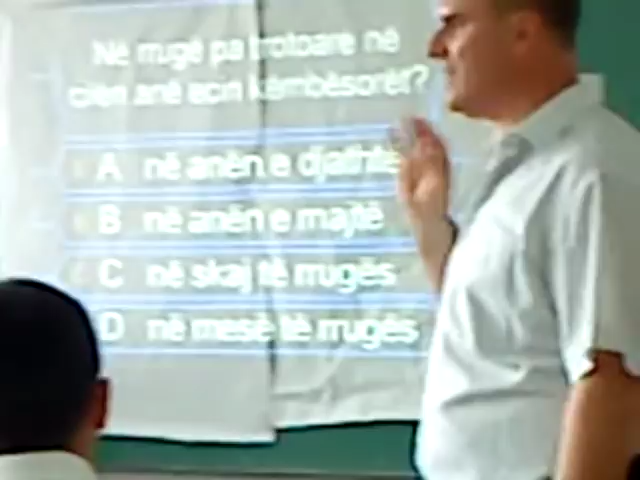 Në rrugë pa trotoare në
cilën anë ecin këmbësorët?
A në anën e djathtë
B në anën e majtë
C në skaj të rrugës
D në mesë të rrugës